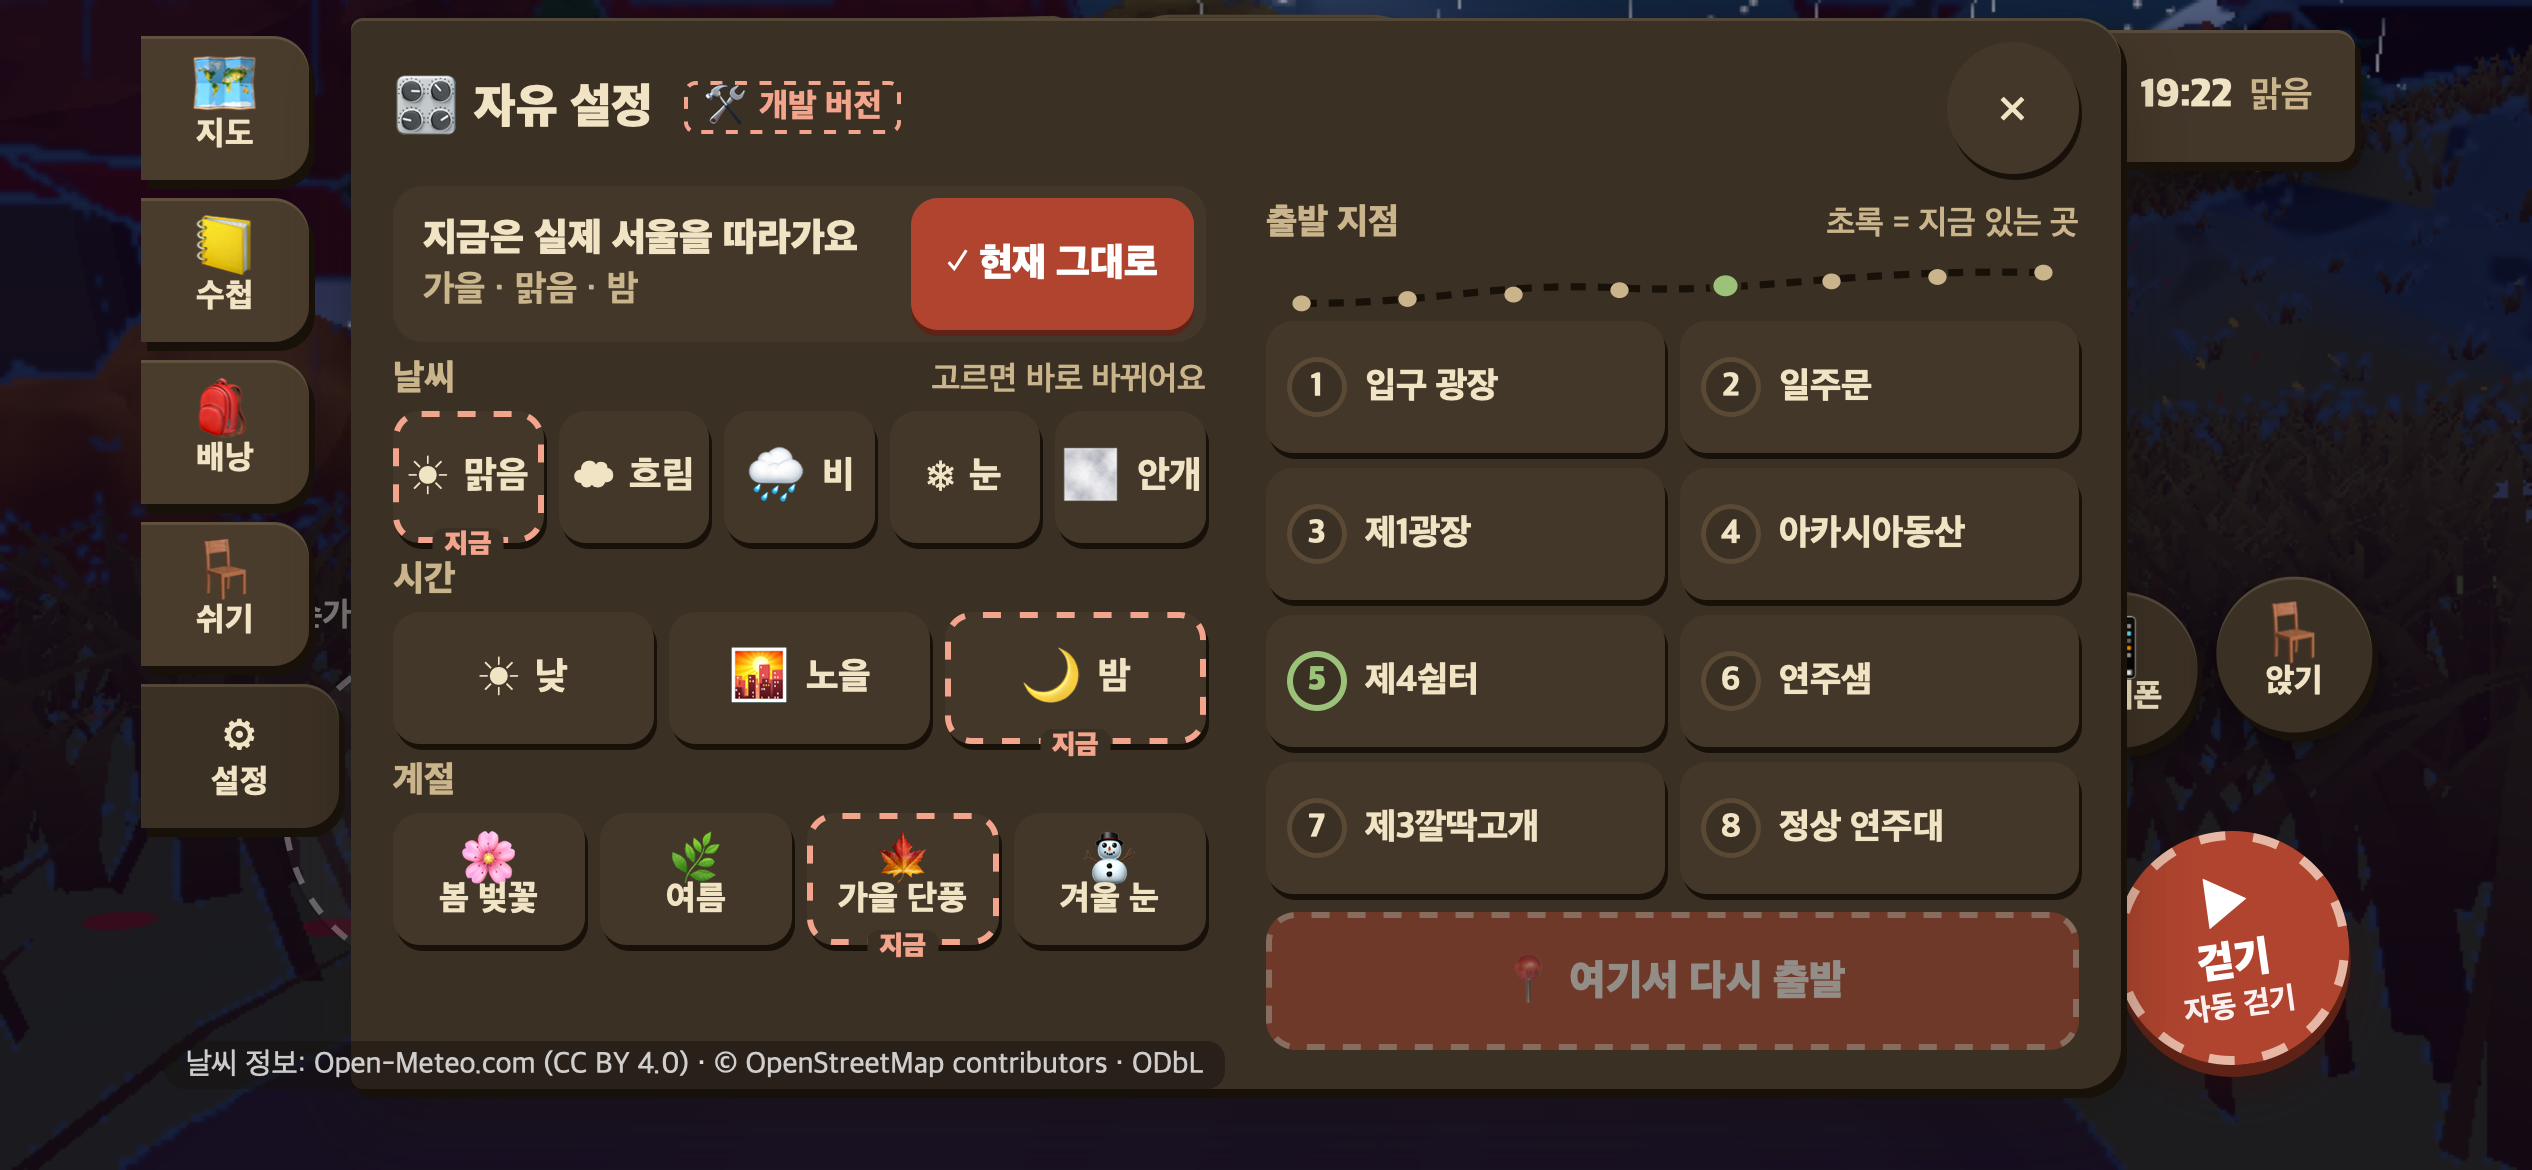 지도
수첩
배낭
쉬기
설정
자유 설정
개발 버전
×
19:22 맑음
지금은 실제 서울을 따라가요
가을 · 맑음 · 밤
✓ 현재 그대로
날씨
고르면 바로 바뀌어요
맑음
지금
흐림
비
눈
안개
시간
낮
노을
밤
지금
계절
봄 벚꽃
여름
가을 단풍
지금
겨울 눈
출발 지점
초록 = 지금 있는 곳
1 입구 광장
2 일주문
3 제1광장
4 아카시아동산
5 제4쉼터
6 연주샘
7 제3깔딱고개
8 정상 연주대
여기서 다시 출발
폰
앉기
걷기
자동 걷기
날씨 정보: Open-Meteo.com (CC BY 4.0) · © OpenStreetMap contributors · ODbL